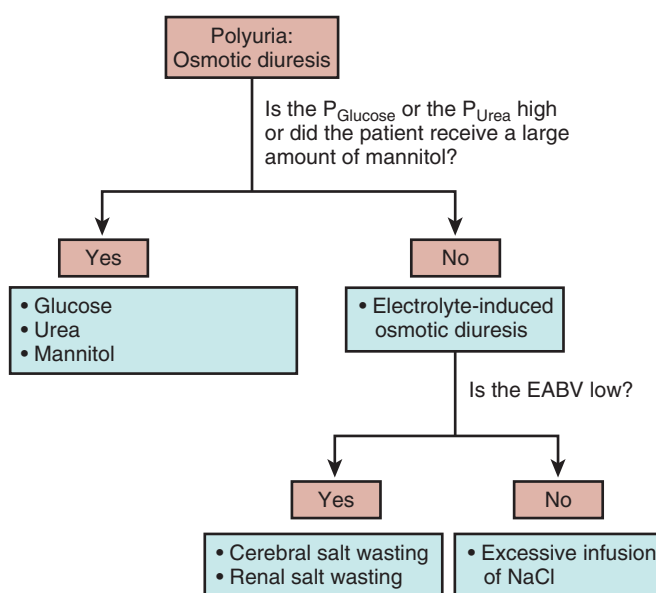 Polyuria:
Osmotic diuresis
Is the PGlucose or the PUrea high
or did the patient receive a large
amount of mannitol?
Yes
No
• Glucose
• Urea
• Mannitol
• Electrolyte-induced
osmotic diuresis
Is the EABV low?
Yes
No
• Cerebral salt wasting
• Renal salt wasting
• Excessive infusion
of NaCl